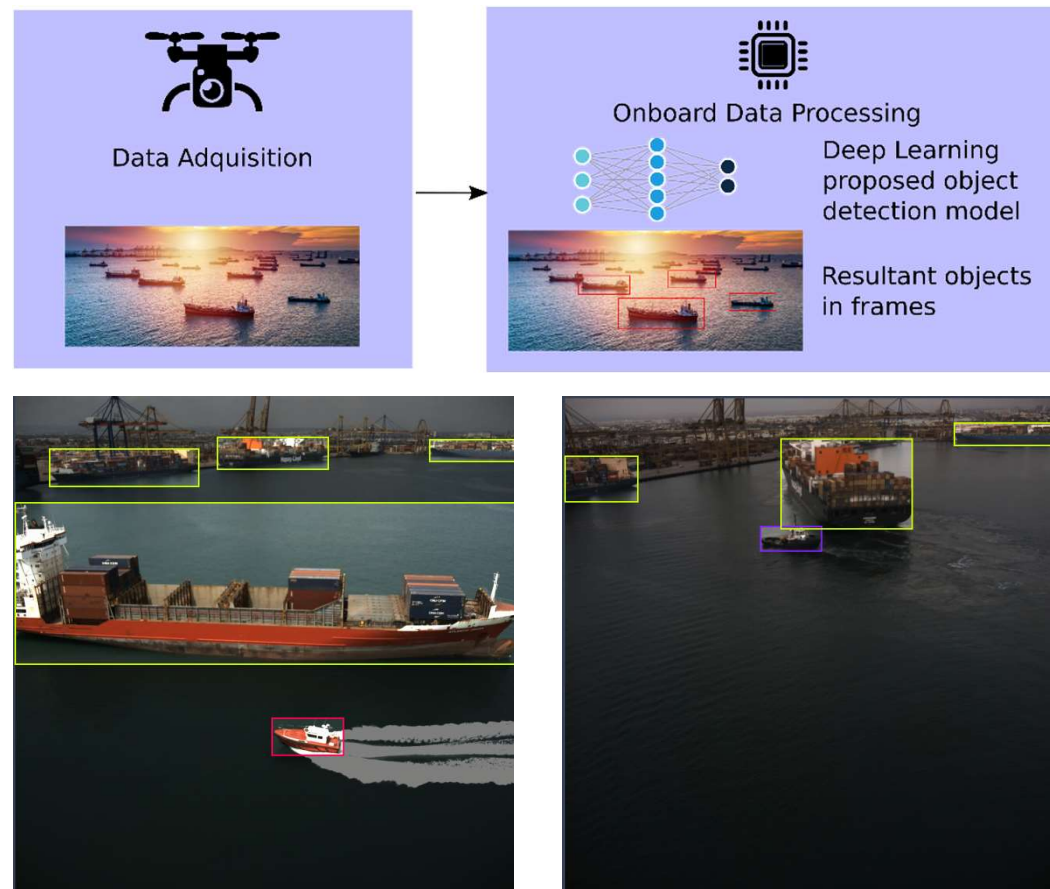 Data Adquisition
Onboard Data Processing
Deep Learning
proposed object
detection model
Resultant objects
in frames